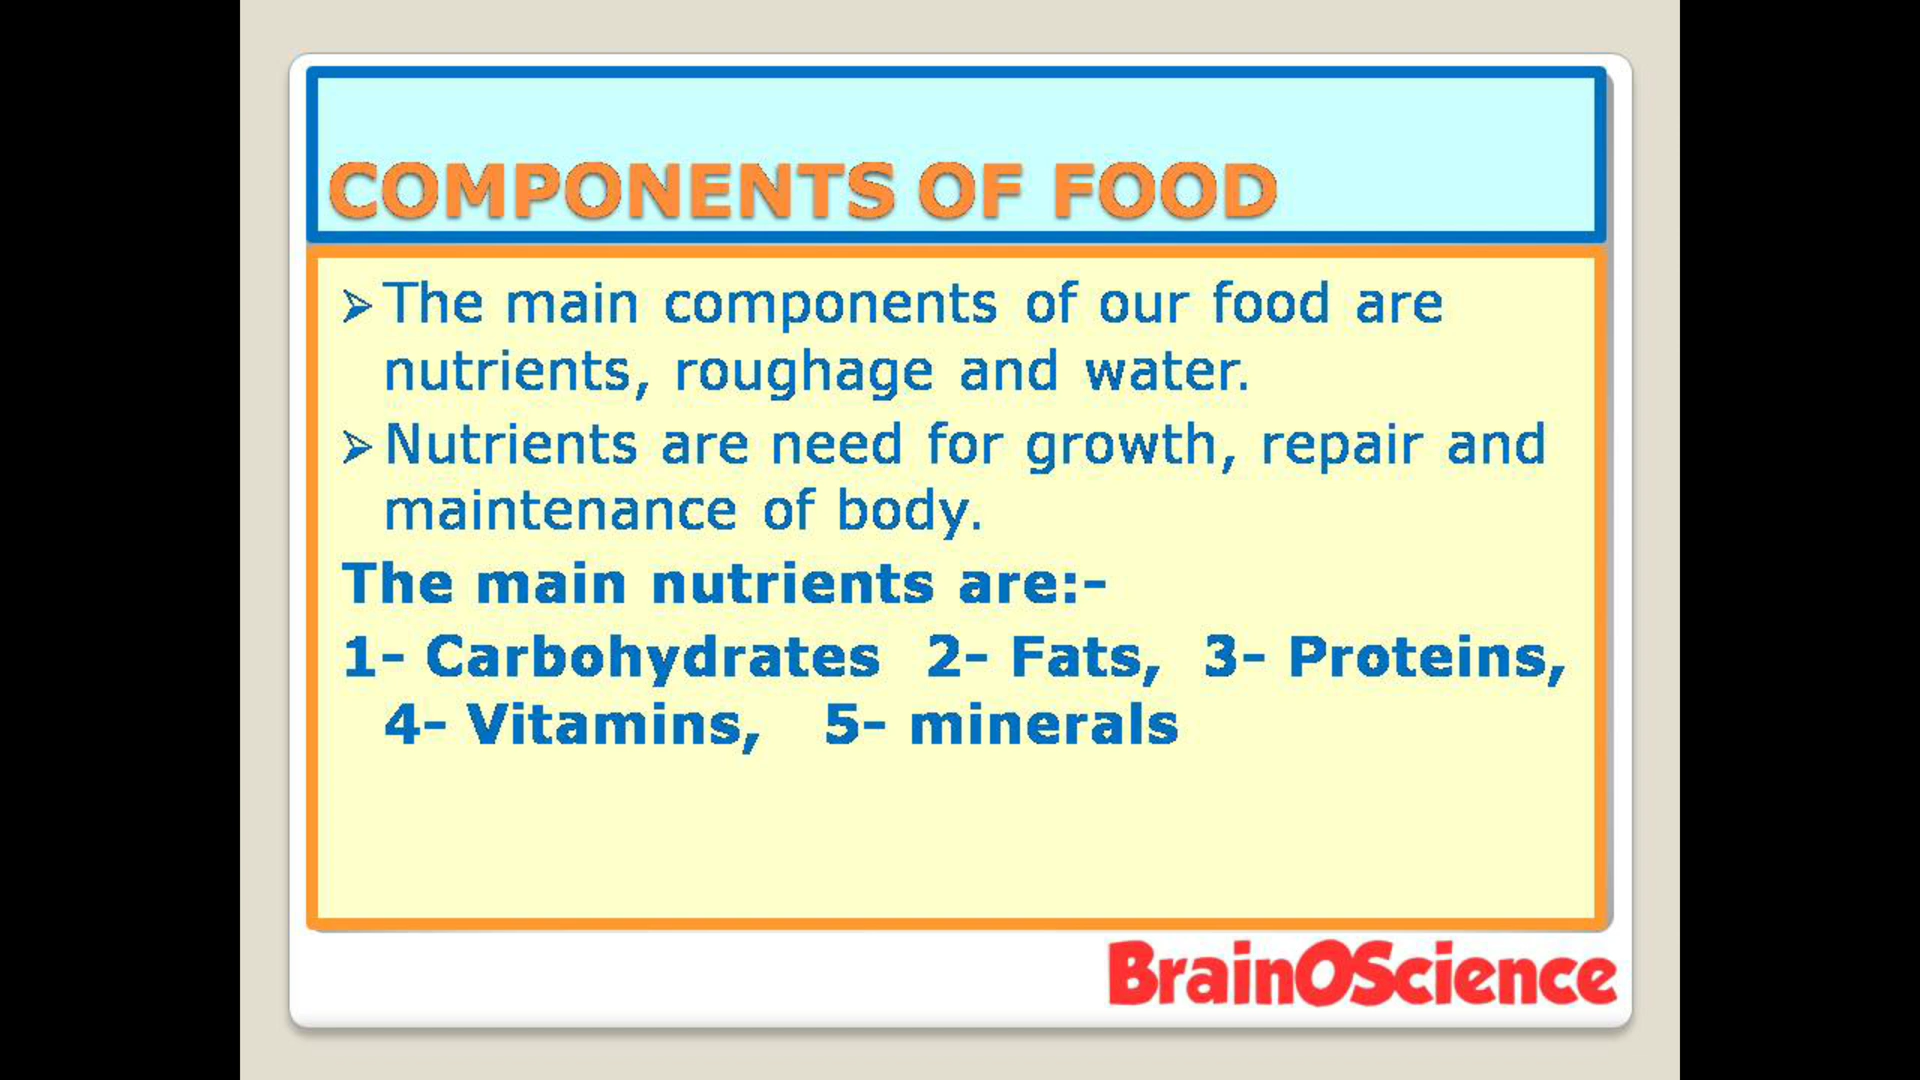 COMPONENTS OF FOOD
➢The main components of our food are
nutrients, roughage and water.
➢Nutrients are need for growth, repair and
maintenance of body.
The main nutrients are:-
1- Carbohydrates 2- Fats, 3- Proteins,
4- Vitamins, 5- minerals
BrainOScience